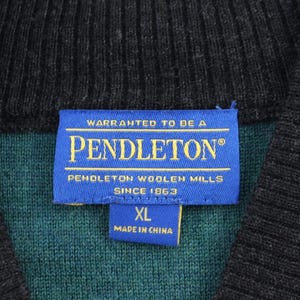 WARRANTED TO BE A
PENDLETON®
PENDLETON WOOLEN MILLS
SINCE 1863
XL
MADE IN CHINA